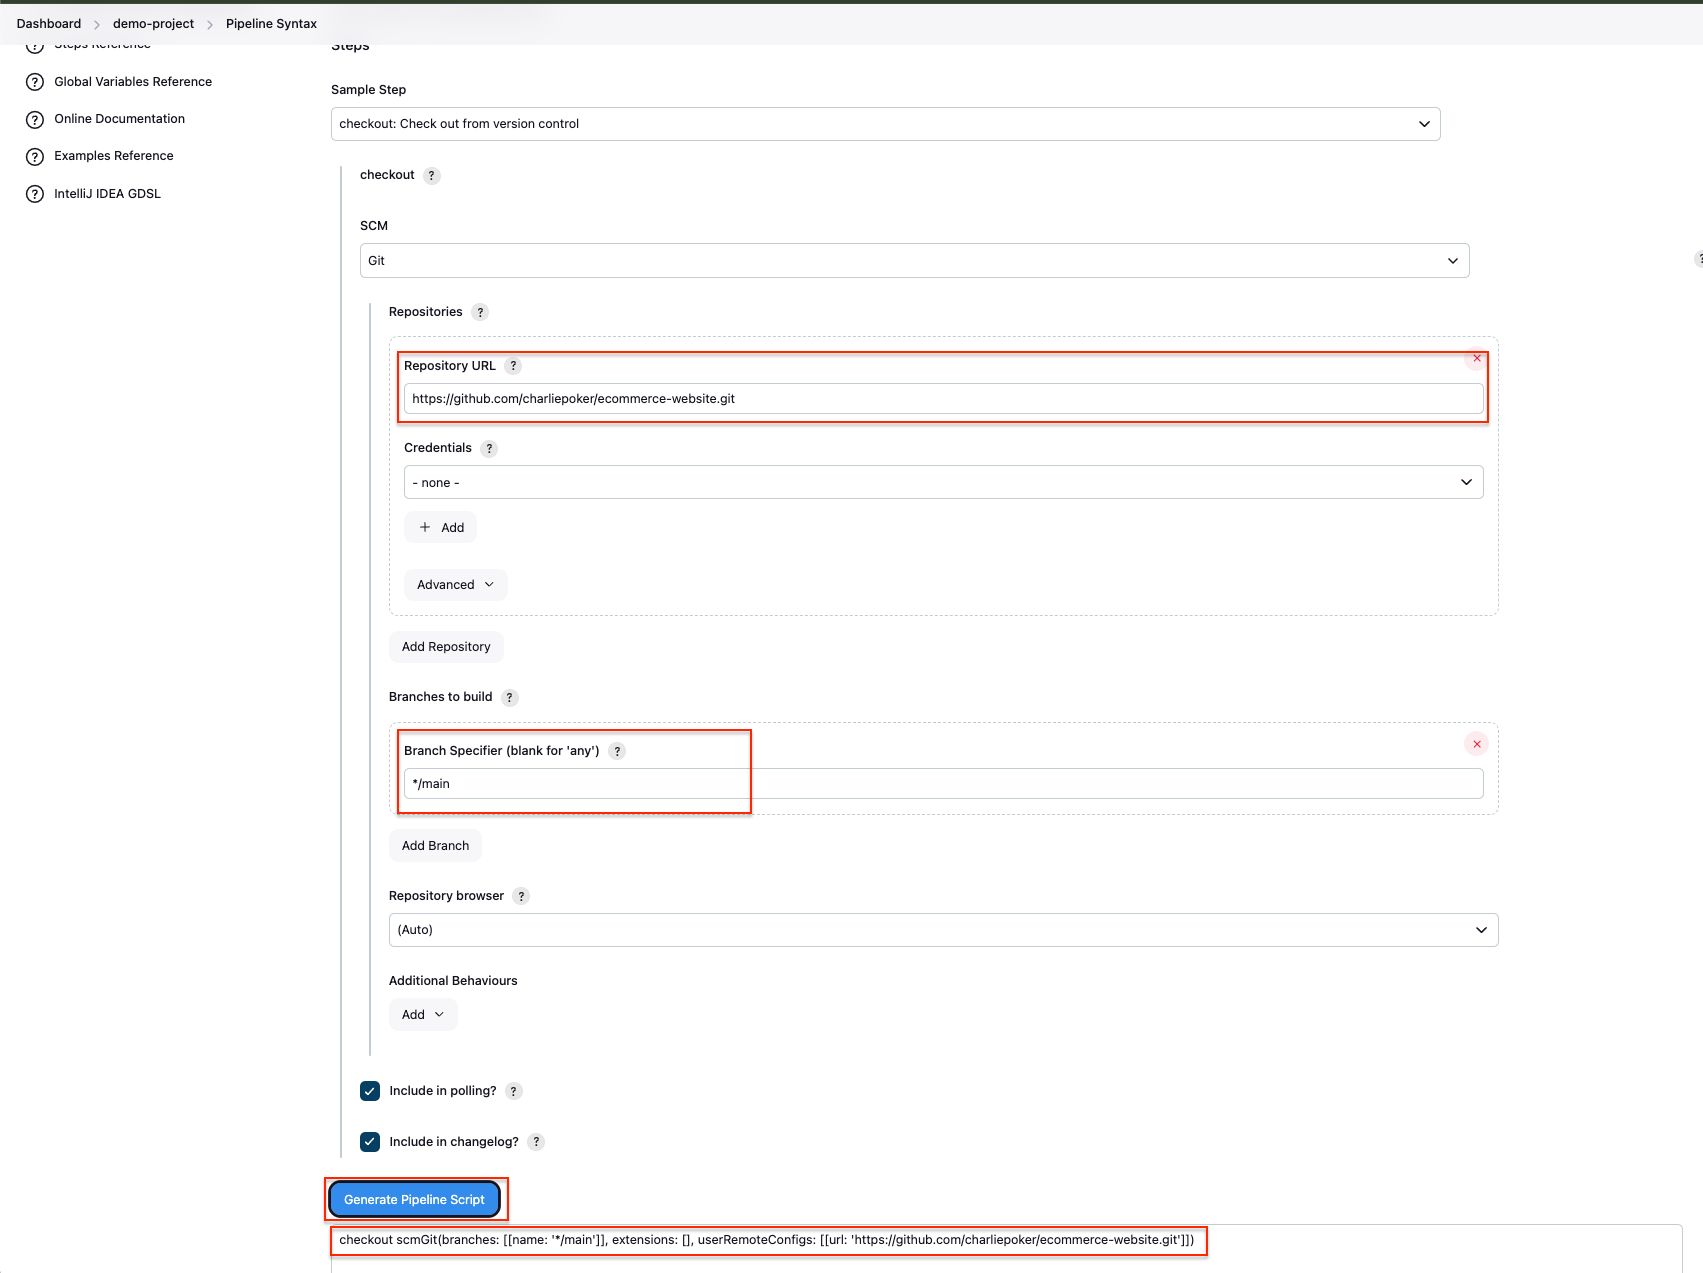 Dashboard > demo-project > Pipeline Syntax
Steps Reference
Global Variables Reference
Online Documentation
Examples Reference
IntelliJ IDEA GDSL
Steps
Sample Step
checkout: Check out from version control
checkout ?
SCM
Git
?
Repositories ?
Repository URL ?
https://github.com/charliepoker/ecommerce-website.git
Credentials ?
- none -
+ Add
Advanced
Add Repository
Branches to build ?
Branch Specifier (blank for 'any') ?
*/main
Add Branch
Repository browser ?
(Auto)
Additional Behaviours
Add
Include in polling? ?
Include in changelog? ?
Generate Pipeline Script
checkout scmGit(branches: [[name: '*/main']], extensions: [], userRemoteConfigs: [[url: 'https://github.com/charliepoker/ecommerce-website.git']])